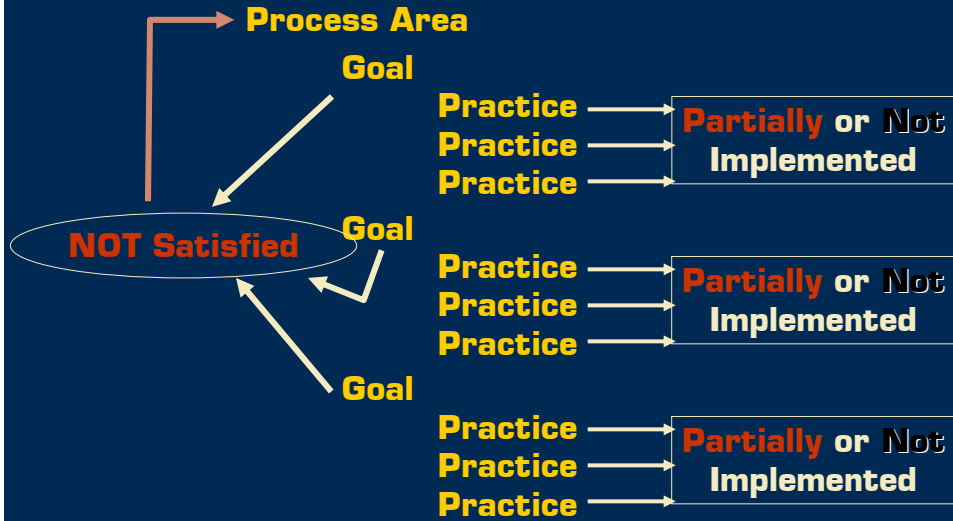 Process Area
Goal
Practice
Practice
Practice
Partially or Not
Implemented
NOT Satisfied
Goal
Practice
Practice
Practice
Partially or Not
Implemented
Goal
Practice
Practice
Practice
Partially or Not
Implemented